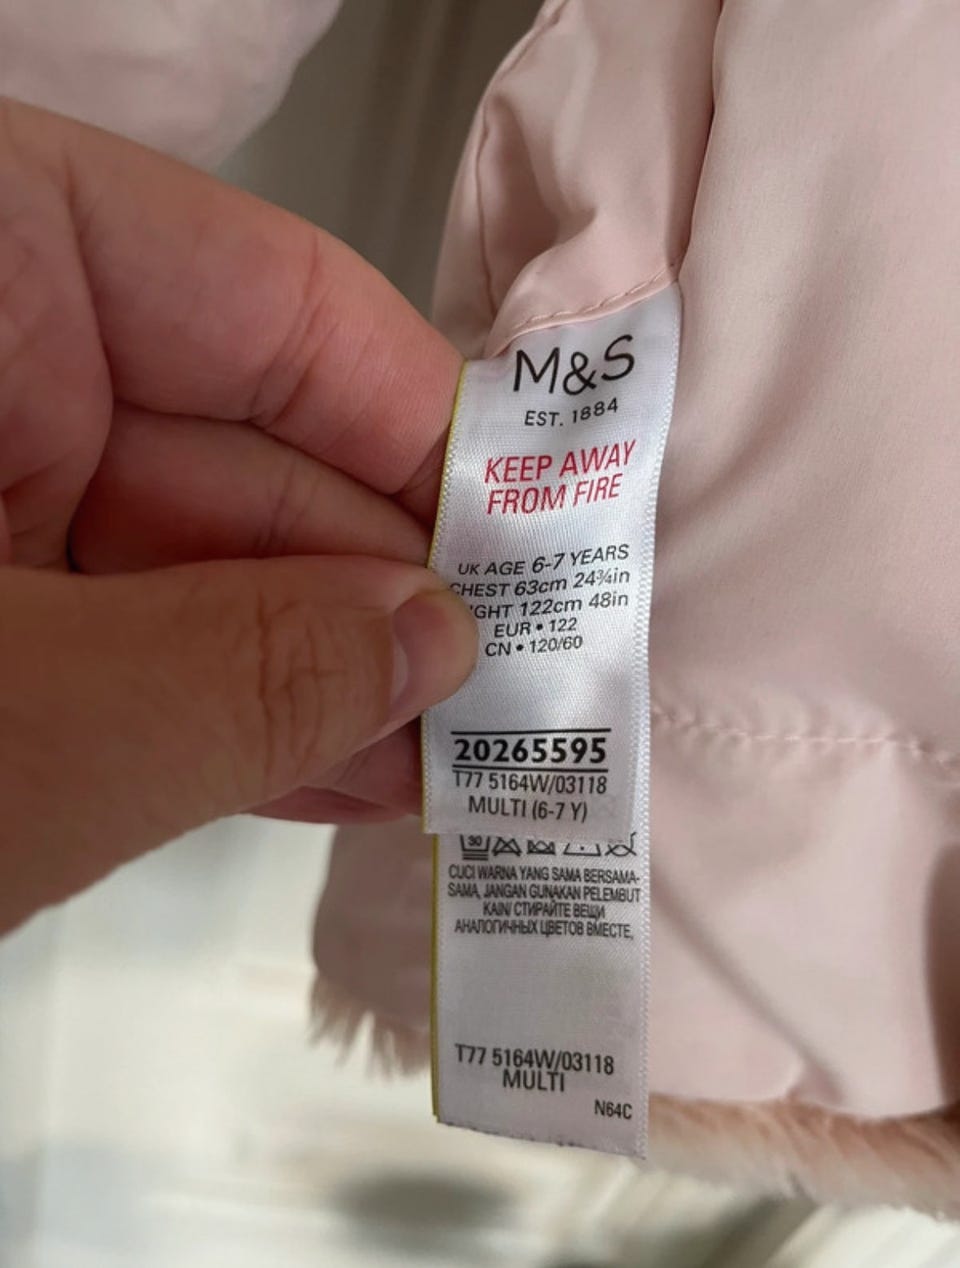 M&S
EST. 1884
KEEP AWAY
FROM FIRE
UK AGE 6-7 YEARS
CHEST 63cm 24¾in
IGHT 122cm 48in
EUR • 122
CN • 120/60
20265595
T77 5164W/03118
MULTI (6-7 Y)
30
CUCI WARNA YANG SAMA BERSAMA-
SAMA, JANGAN GUNAKAN PELEMBUT
KAIN/ СТИРАЙТЕ ВЕЩИ
АНАЛОГИЧНЫХ ЦВЕТОВ ВМЕСТЕ,
T77 5164W/03118
MULTI
N64C